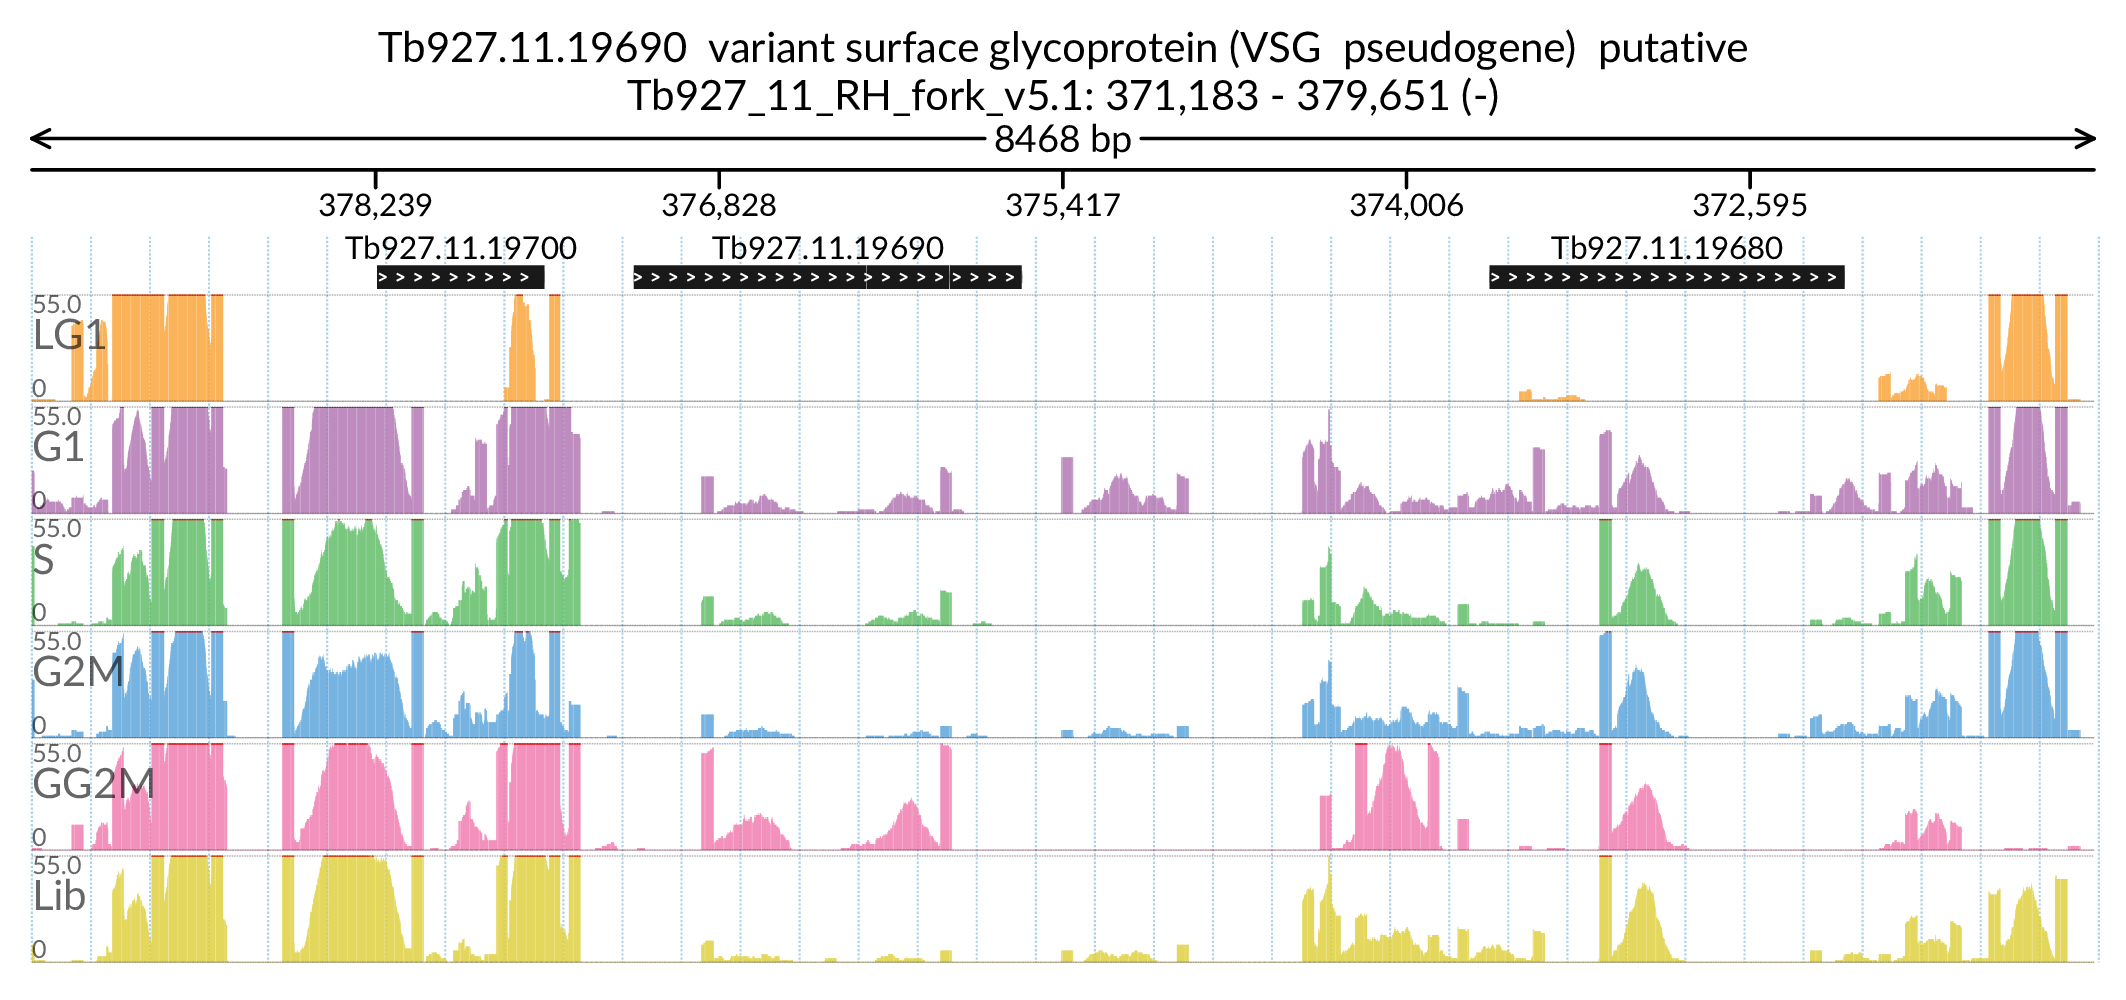 Tb927.11.19690 variant surface glycoprotein (VSG pseudogene) putative
Tb927_11_RH_fork_v5.1: 371,183 - 379,651 (-)
8468 bp
378,239 376,828 375,417 374,006 372,595
Tb927.11.19700 Tb927.11.19690 Tb927.11.19680
55.0
LG1
0
55.0
G1
0
55.0
S
0
55.0
G2M
0
55.0
GG2M
0
55.0
Lib
0